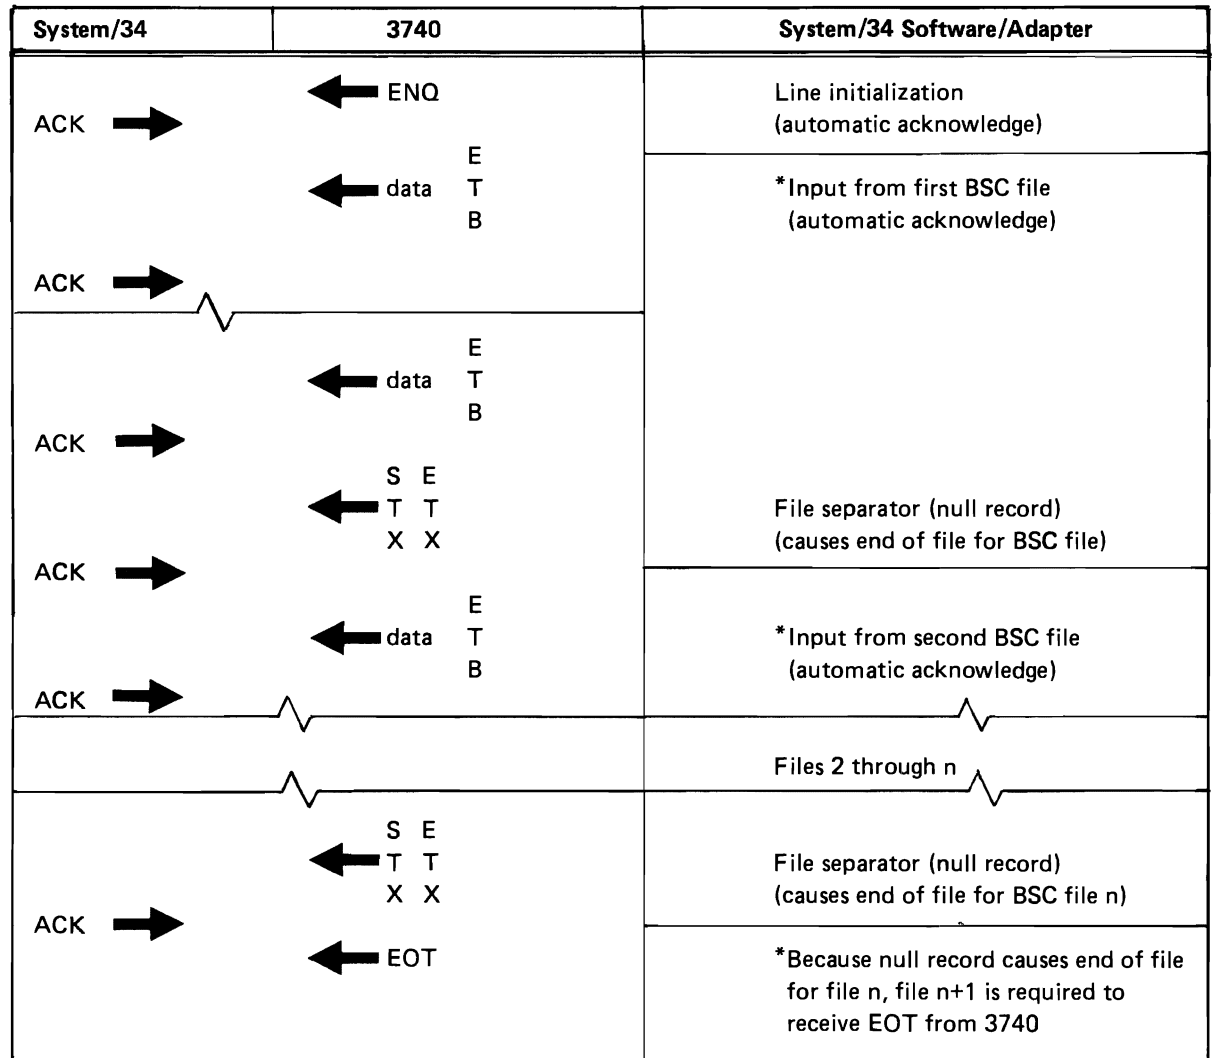 System/34 3740 System/34 Software/Adapter
ENQ Line initialization
ACK (automatic acknowledge)
E
data T *Input from first BSC file
B (automatic acknowledge)
ACK
E
data T
B
ACK
S E
T T File separator (null record)
X X (causes end of file for BSC file)
ACK
E
data T *Input from second BSC file
B (automatic acknowledge)
ACK
Files 2 through n
S E
T T File separator (null record)
X X (causes end of file for BSC file n)
ACK
EOT *Because null record causes end of file
for file n, file n+1 is required to
receive EOT from 3740